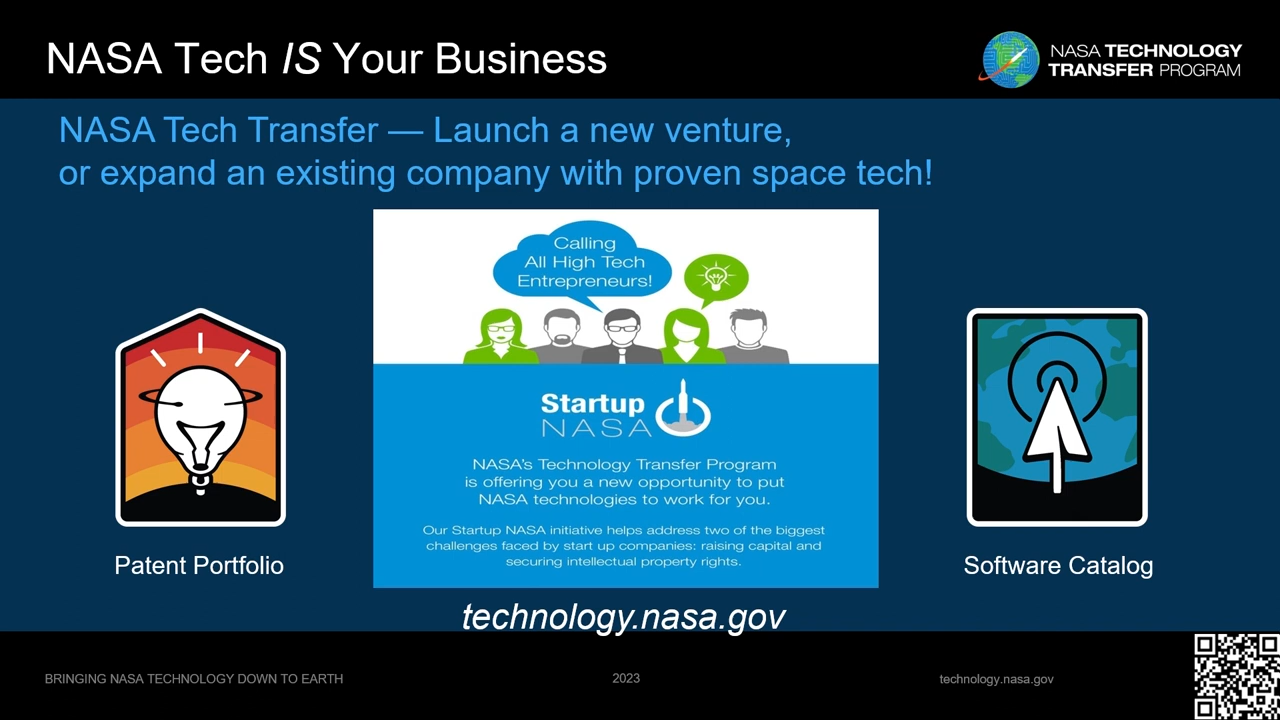 NASA Tech IS Your Business
NASA TECHNOLOGY
TRANSFER PROGRAM
NASA Tech Transfer — Launch a new venture,
or expand an existing company with proven space tech!
Calling
All High Tech
Entrepreneurs!
Startup
NASA
NASA's Technology Transfer Program
is offering you a new opportunity to put
NASA technologies to work for you.
Our Startup NASA initiative helps address two of the biggest
challenges faced by start up companies: raising capital and
securing intellectual property rights.
Patent Portfolio
Software Catalog
technology.nasa.gov
BRINGING NASA TECHNOLOGY DOWN TO EARTH
2023
technology.nasa.gov